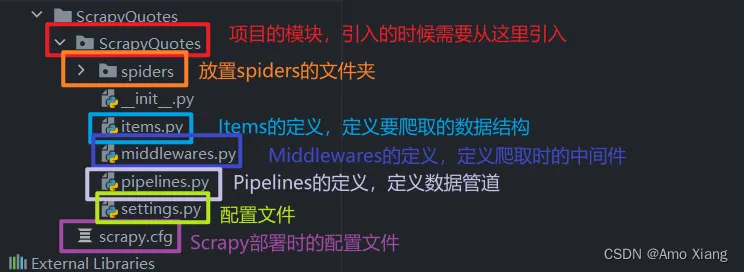 ScrapyQuotes
ScrapyQuotes 项目的模块，引入的时候需要从这里引入
spiders 放置spiders的文件夹
__init__.py
items.py Items的定义，定义要爬取的数据结构
middlewares.py Middlewares的定义，定义爬取时的中间件
pipelines.py Pipelines的定义，定义数据管道
settings.py 配置文件
scrapy.cfg Scrapy部署时的配置文件
External Libraries CSDN @Amo Xiang